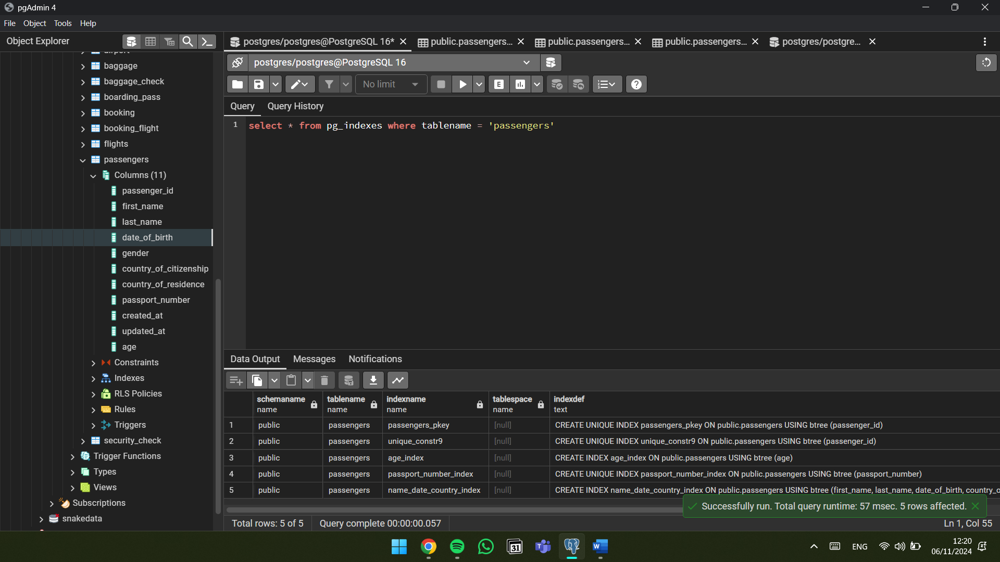 pgAdmin 4
File Object Tools Help
Object Explorer
postgres/postgres@PostgreSQL 16* public.passengers... public.passengers... public.passengers... postgres/postgre...
airport
baggage
baggage_check
boarding_pass
booking
booking_flight
flights
passengers
Columns (11)
passenger_id
first_name
last_name
date_of_birth
gender
country_of_citizenship
country_of_residence
passport_number
created_at
updated_at
age
Constraints
Indexes
RLS Policies
Rules
Triggers
security_check
Trigger Functions
Types
Views
Subscriptions
snakedata
postgres/postgres@PostgreSQL 16
No limit E
Query Query History
1 select * from pg_indexes where tablename = 'passengers'
Data Output Messages Notifications
schemaname tablename indexname tablespace indexdef
name name name name text
1 public passengers passengers_pkey [null] CREATE UNIQUE INDEX passengers_pkey ON public.passengers USING btree (passenger_id)
2 public passengers unique_constr9 [null] CREATE UNIQUE INDEX unique_constr9 ON public.passengers USING btree (passenger_id)
3 public passengers age_index [null] CREATE INDEX age_index ON public.passengers USING btree (age)
4 public passengers passport_number_index [null] CREATE UNIQUE INDEX passport_number_index ON public.passengers USING btree (passport_number)
5 public passengers name_date_country_index [null] CREATE INDEX name_date_country_index ON public.passengers USING btree (first_name, last_name, date_of_birth, country_o
Successfully run. Total query runtime: 57 msec. 5 rows affected.
Total rows: 5 of 5 Query complete 00:00:00.057 Ln 1, Col 55
31 T W
ENG 12:20
06/11/2024